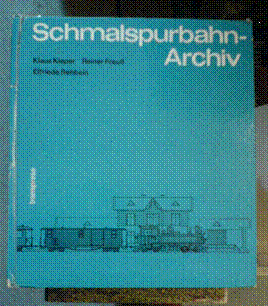 Schmalspurbahn-
Archiv
Klaus Kieper Reiner Preuß
Elfriede Rehbein
transpress